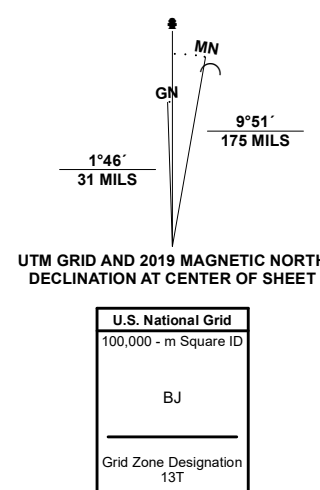 MN
GN
9°51´
175 MILS
1°46´
31 MILS
UTM GRID AND 2019 MAGNETIC NORTH
DECLINATION AT CENTER OF SHEET
U.S. National Grid
100,000 - m Square ID
BJ
Grid Zone Designation
13T